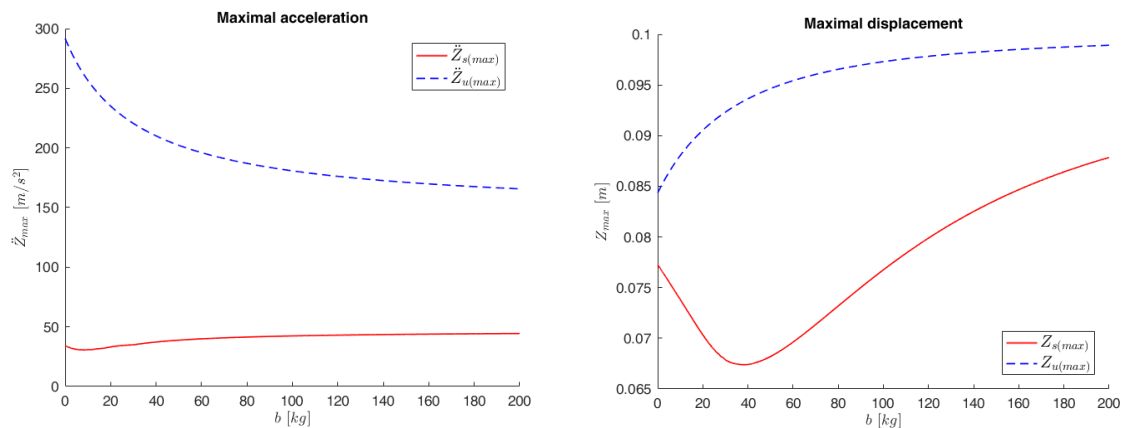 Maximal acceleration
300
250
200
150
100
50
0
Z̈max [m/s²]
Z̈s(max)
Z̈u(max)
0 20 40 60 80 100 120 140 160 180 200
b [kg]
Maximal displacement
0.1
0.095
0.09
0.085
0.08
0.075
0.07
0.065
Zmax [m]
Zs(max)
Zu(max)
0 20 40 60 80 100 120 140 160 180 200
b [kg]